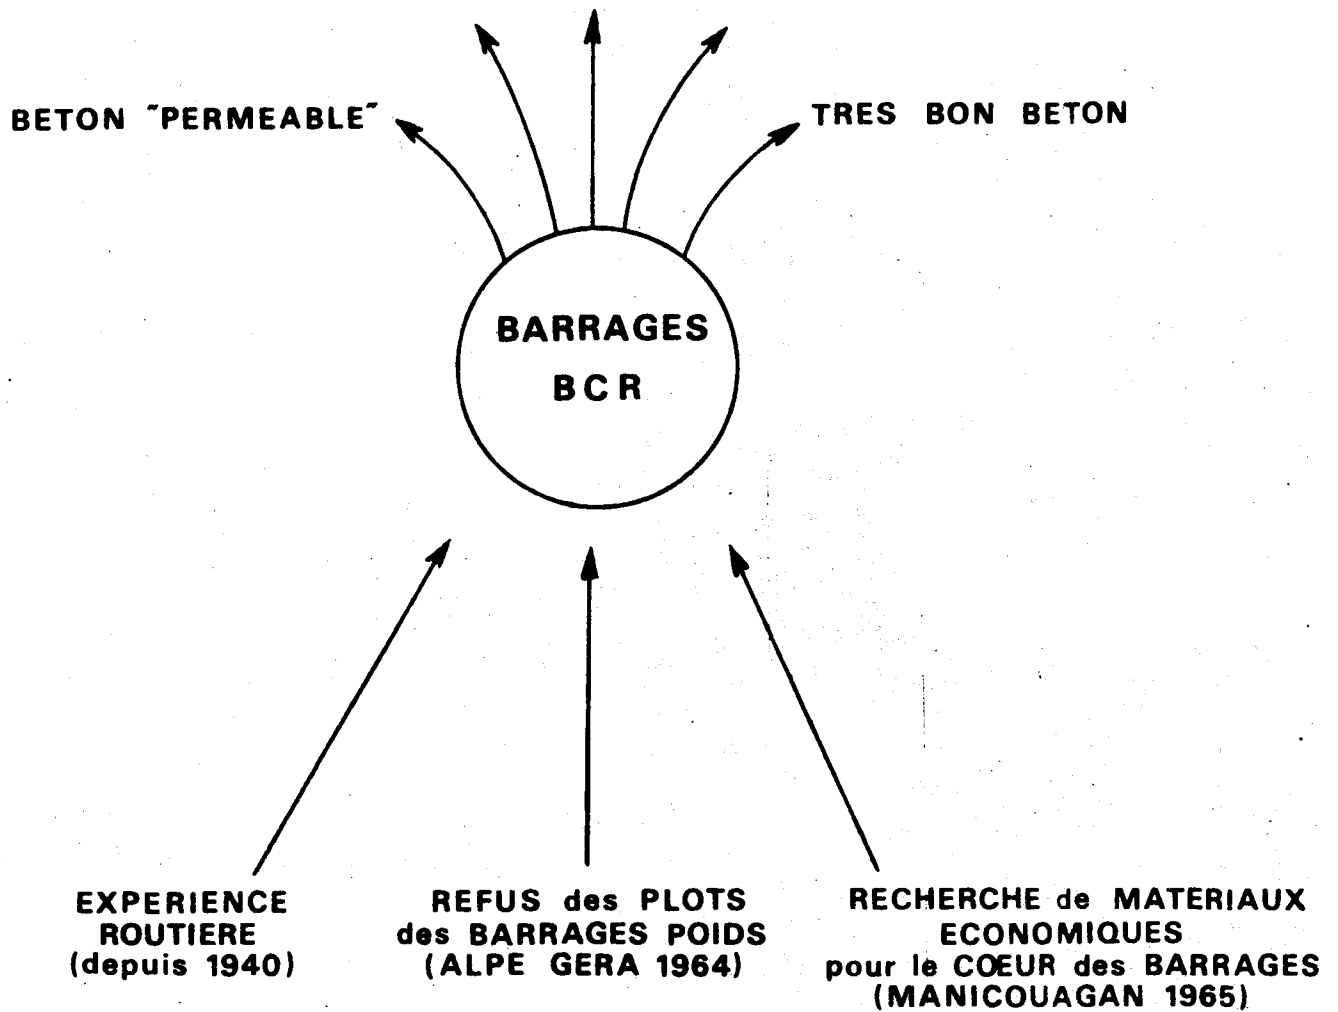 BETON "PERMEABLE"
TRES BON BETON
BARRAGES
BCR
EXPERIENCE
ROUTIERE
(depuis 1940)
REFUS des PLOTS
des BARRAGES POIDS
(ALPE GERA 1964)
RECHERCHE de MATERIAUX
ECONOMIQUES
pour le CŒUR des BARRAGES
(MANICOUAGAN 1965)